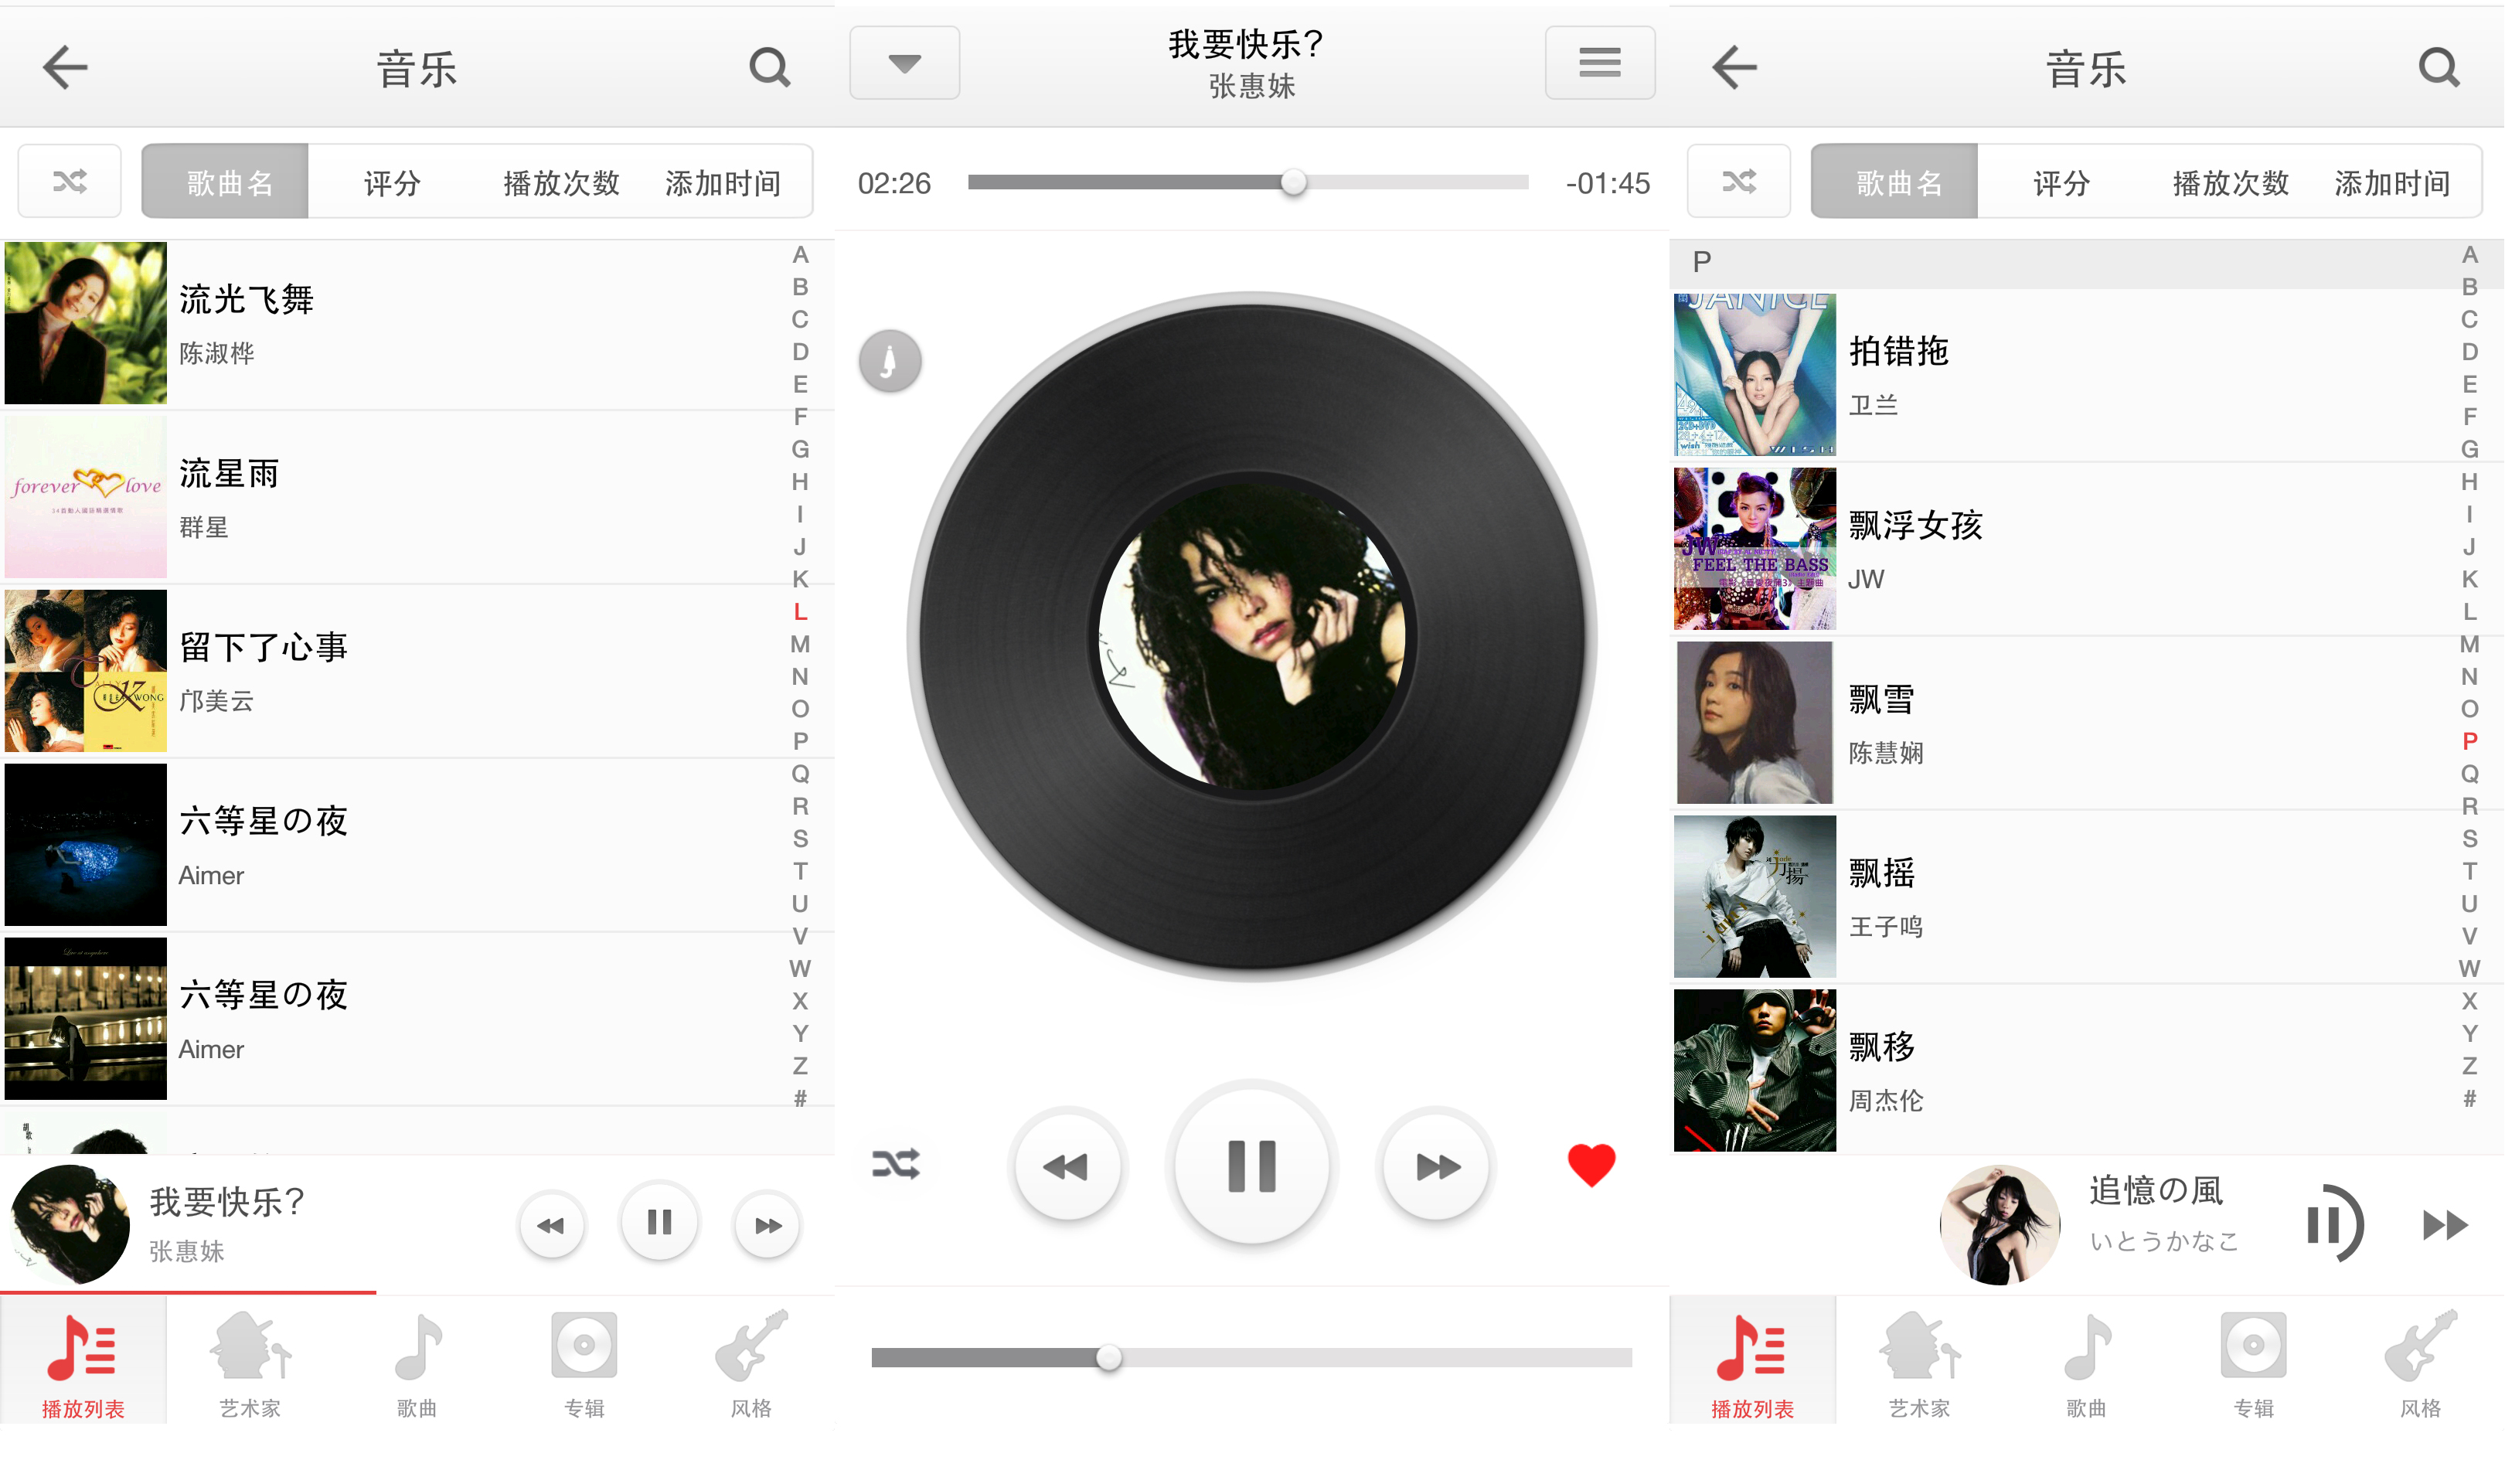 音乐
歌曲名
评分
播放次数
添加时间
流光飞舞
陈淑桦
forever love
流星雨
群星
留下了心事
邝美云
六等星の夜
Aimer
六等星の夜
Aimer
A
B
C
D
E
F
G
H
I
J
K
L
M
N
O
P
Q
R
S
T
U
V
W
X
Y
Z
#
我要快乐?
张惠妹
播放列表
艺术家
歌曲
专辑
风格
我要快乐?
张惠妹
02:26
-01:45
音乐
歌曲名
评分
播放次数
添加时间
P
JANICE
WISH
拍错拖
卫兰
JW
FEEL THE BASS
飘浮女孩
JW
飘雪
陈慧娴
飘摇
王子鸣
飘移
周杰伦
A
B
C
D
E
F
G
H
I
J
K
L
M
N
O
P
Q
R
S
T
U
V
W
X
Y
Z
#
追憶の風
いとうかなこ
播放列表
艺术家
歌曲
专辑
风格